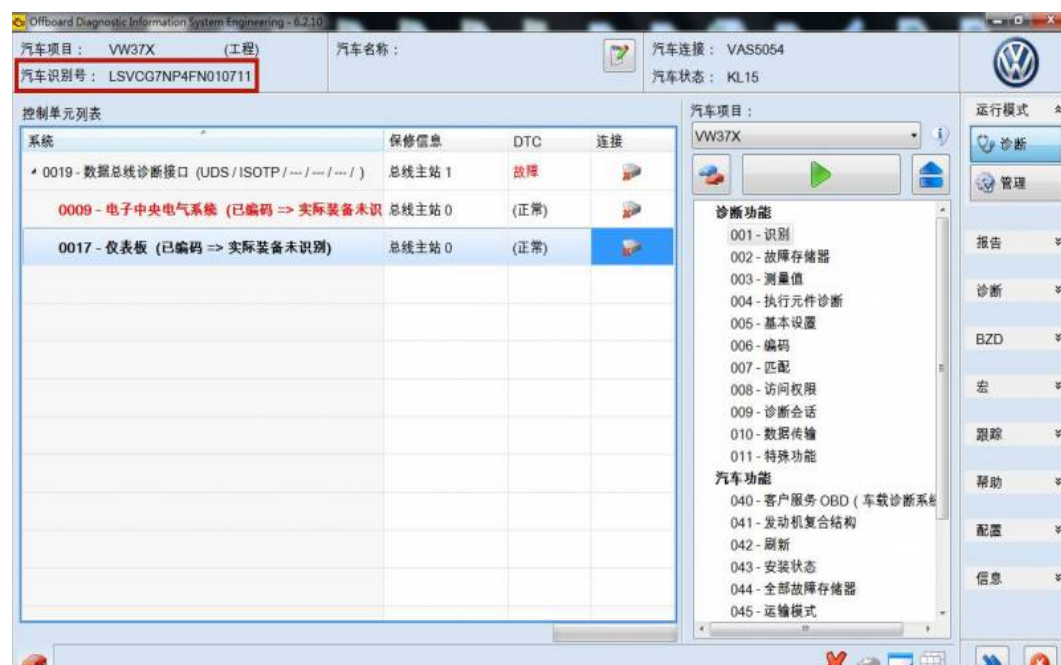 Offboard Diagnostic Information System Engineering - 6.2.10
汽车项目： VW37X (工程)
汽车名称：
汽车连接： VAS5054
汽车识别号： LSVCG7NP4FN010711
汽车状态： KL15
控制单元列表
系统 保修信息 DTC 连接
0019 - 数据总线诊断接口 (UDS / ISOTP / --- / --- / --- / ) 总线主站 1 故障
0009 - 电子中央电气系统 (已编码 => 实际装备未识 总线主站 0 (正常)
0017 - 仪表板 (已编码 => 实际装备未识别) 总线主站 0 (正常)
汽车项目：
VW37X
诊断功能
001 - 识别
002 - 故障存储器
003 - 测量值
004 - 执行元件诊断
005 - 基本设置
006 - 编码
007 - 匹配
008 - 访问权限
009 - 诊断会话
010 - 数据传输
011 - 特殊功能
汽车功能
040 - 客户服务 OBD ( 车载诊断系统
041 - 发动机复合结构
042 - 刷新
043 - 安装状态
044 - 全部故障存储器
045 - 运输模式
运行模式
诊断
管理
报告
诊断
BZD
宏
跟踪
帮助
配置
信息